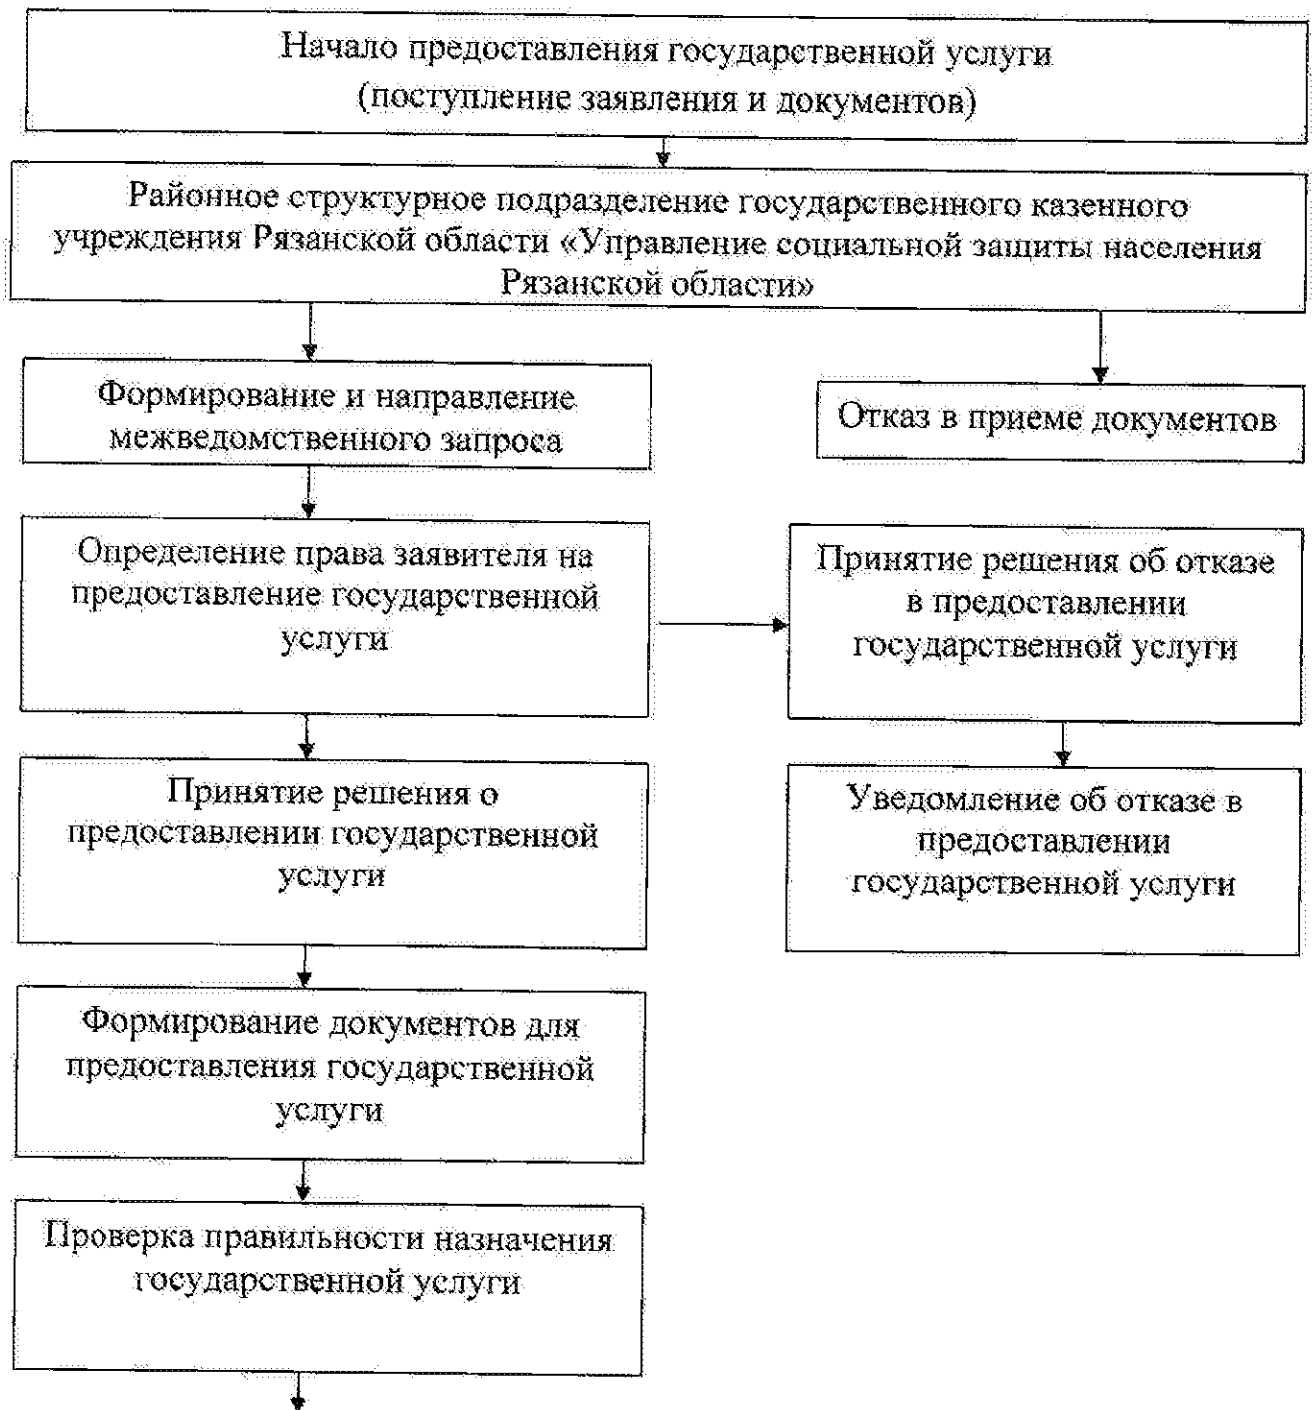 Начало предоставления государственной услуги
(поступление заявления и документов)
Районное структурное подразделение государственного казенного
учреждения Рязанской области «Управление социальной защиты населения
Рязанской области»
Формирование и направление
межведомственного запроса
Отказ в приеме документов
Определение права заявителя на
предоставление государственной
услуги
Принятие решения об отказе
в предоставлении
государственной услуги
Принятие решения о
предоставлении государственной
услуги
Уведомление об отказе в
предоставлении
государственной услуги
Формирование документов для
предоставления государственной
услуги
Проверка правильности назначения
государственной услуги